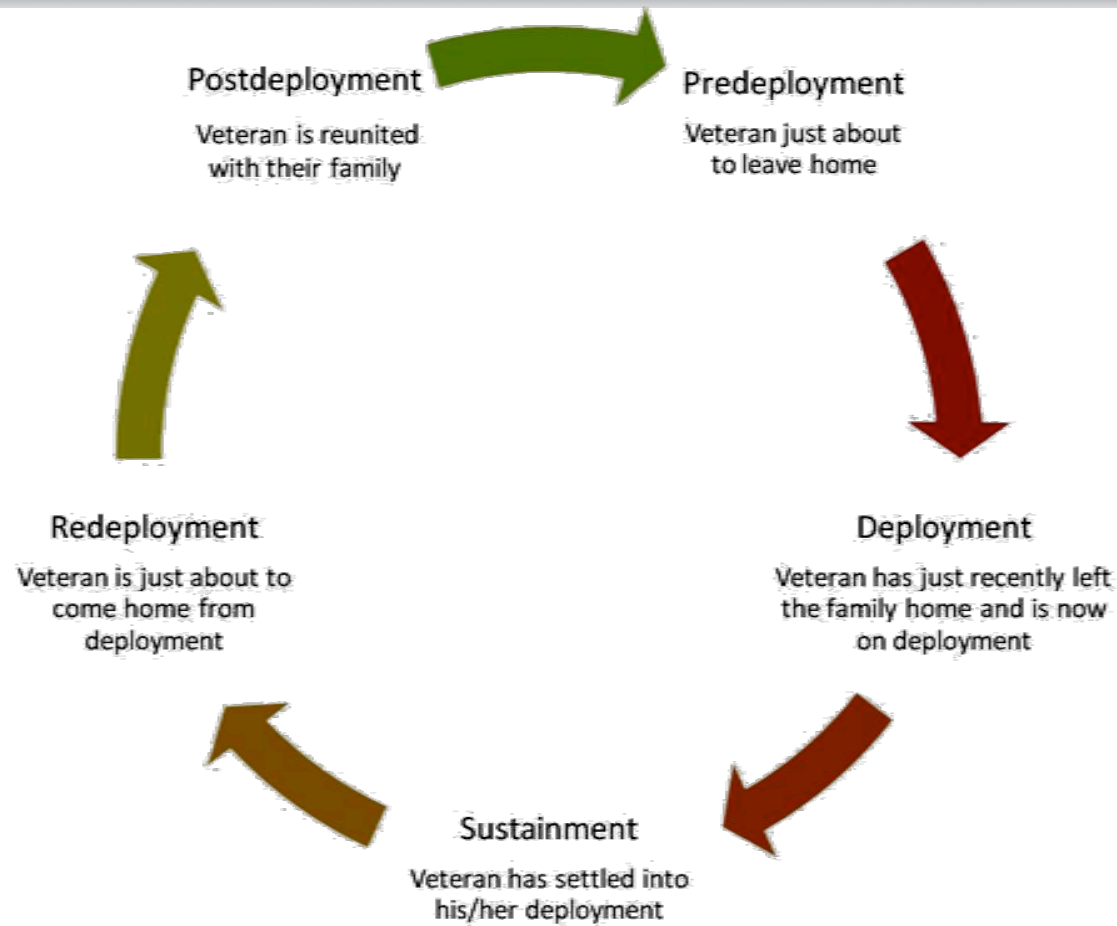 Postdeployment
Veteran is reunited
with their family
Predeployment
Veteran just about
to leave home
Deployment
Veteran has just recently left
the family home and is now
on deployment
Sustainment
Veteran has settled into
his/her deployment
Redeployment
Veteran is just about to
come home from
deployment